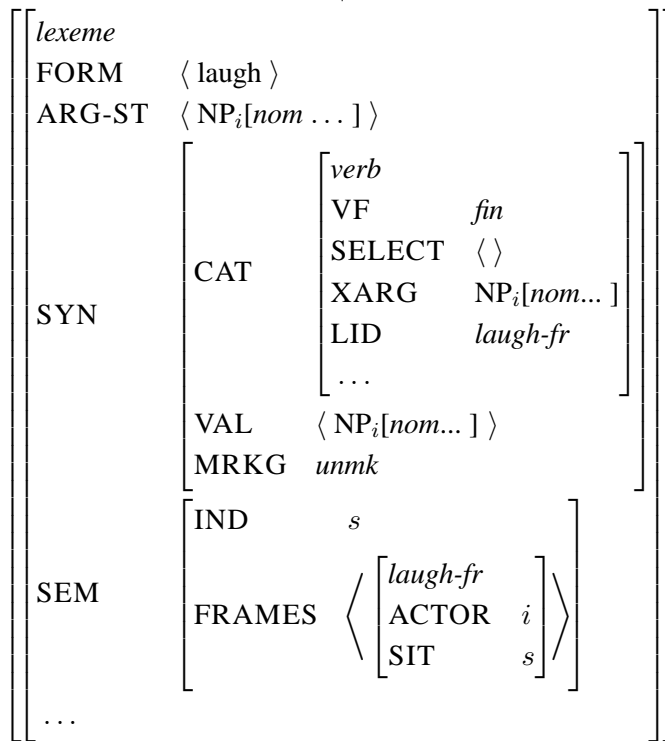 lexeme
FORM ⟨ laugh ⟩
ARG-ST ⟨ NPᵢ[nom ... ] ⟩
verb
VF fin
SELECT ⟨ ⟩
CAT
XARG NPᵢ[nom... ]
SYN
LID laugh-fr
...
VAL ⟨ NPᵢ[nom... ] ⟩
MRKG unmk
IND s
laugh-fr
SEM FRAMES ⟨ ACTOR i ⟩
SIT s
...